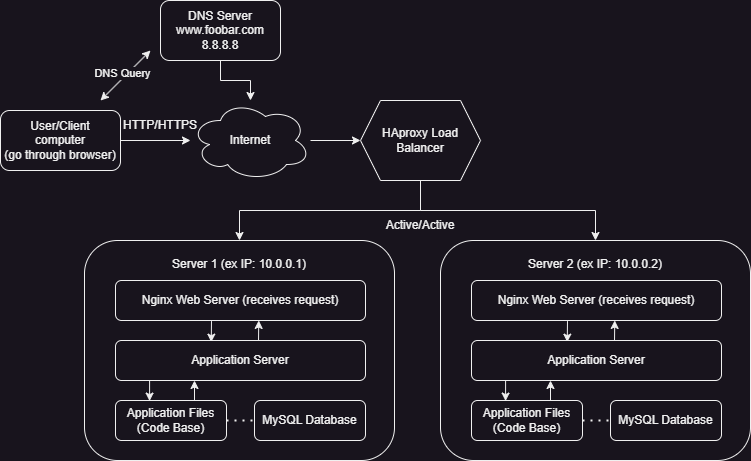 DNS Server
www.foobar.com
8.8.8.8
DNS Query
User/Client
computer
(go through browser)
HTTP/HTTPS
Internet
HAproxy Load
Balancer
Active/Active
Server 1 (ex IP: 10.0.0.1)
Nginx Web Server (receives request)
Application Server
Application Files
(Code Base)
MySQL Database
Server 2 (ex IP: 10.0.0.2)
Nginx Web Server (receives request)
Application Server
Application Files
(Code Base)
MySQL Database